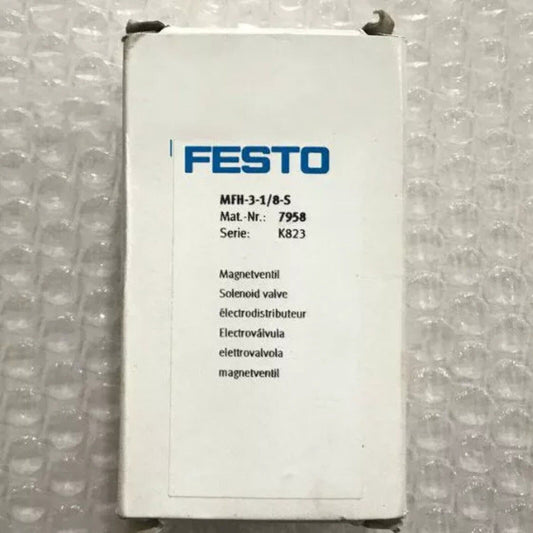 FESTO
MFH-3-1/8-S
Mat.-Nr.: 7958
Serie: K823
Magnetventil
Solenoid valve
électrodistributeur
Electroválvula
elettrovalvola
magnetventil